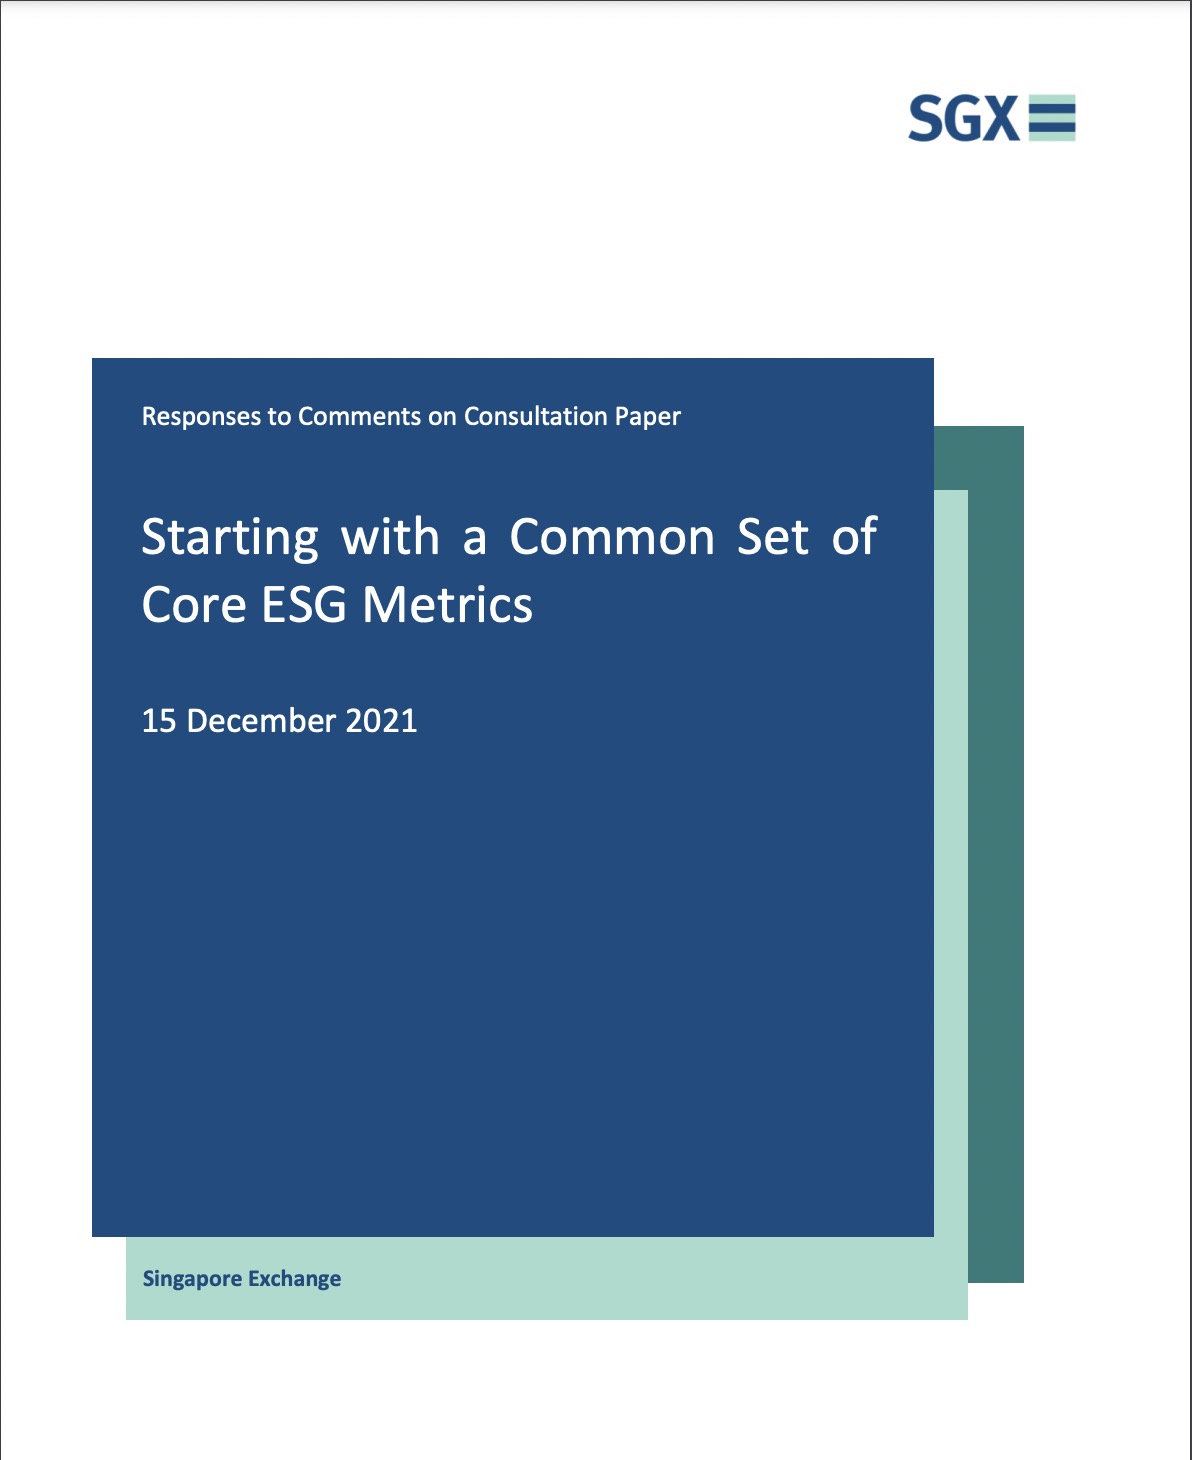 SGX
Responses to Comments on Consultation Paper
Starting with a Common Set of
Core ESG Metrics
15 December 2021
Singapore Exchange